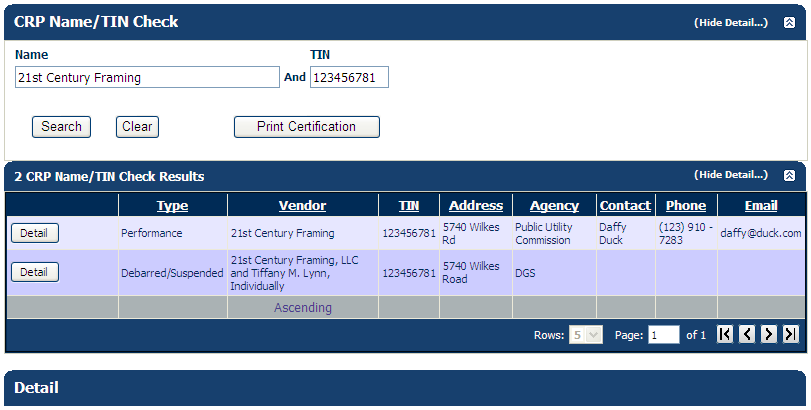 CRP Name/TIN Check (Hide Detail...)
Name TIN
21st Century Framing And 123456781
Search Clear Print Certification
2 CRP Name/TIN Check Results (Hide Detail...)
Type Vendor TIN Address Agency Contact Phone Email
Detail Performance 21st Century Framing 123456781 5740 Wilkes Rd Public Utility Commission Daffy Duck (123) 910 - 7283 daffy@duck.com
Detail Debarred/Suspended 21st Century Framing, LLC and Tiffany M. Lynn, Individually 123456781 5740 Wilkes Road DGS
Ascending
Rows: 5 Page: 1 of 1
Detail